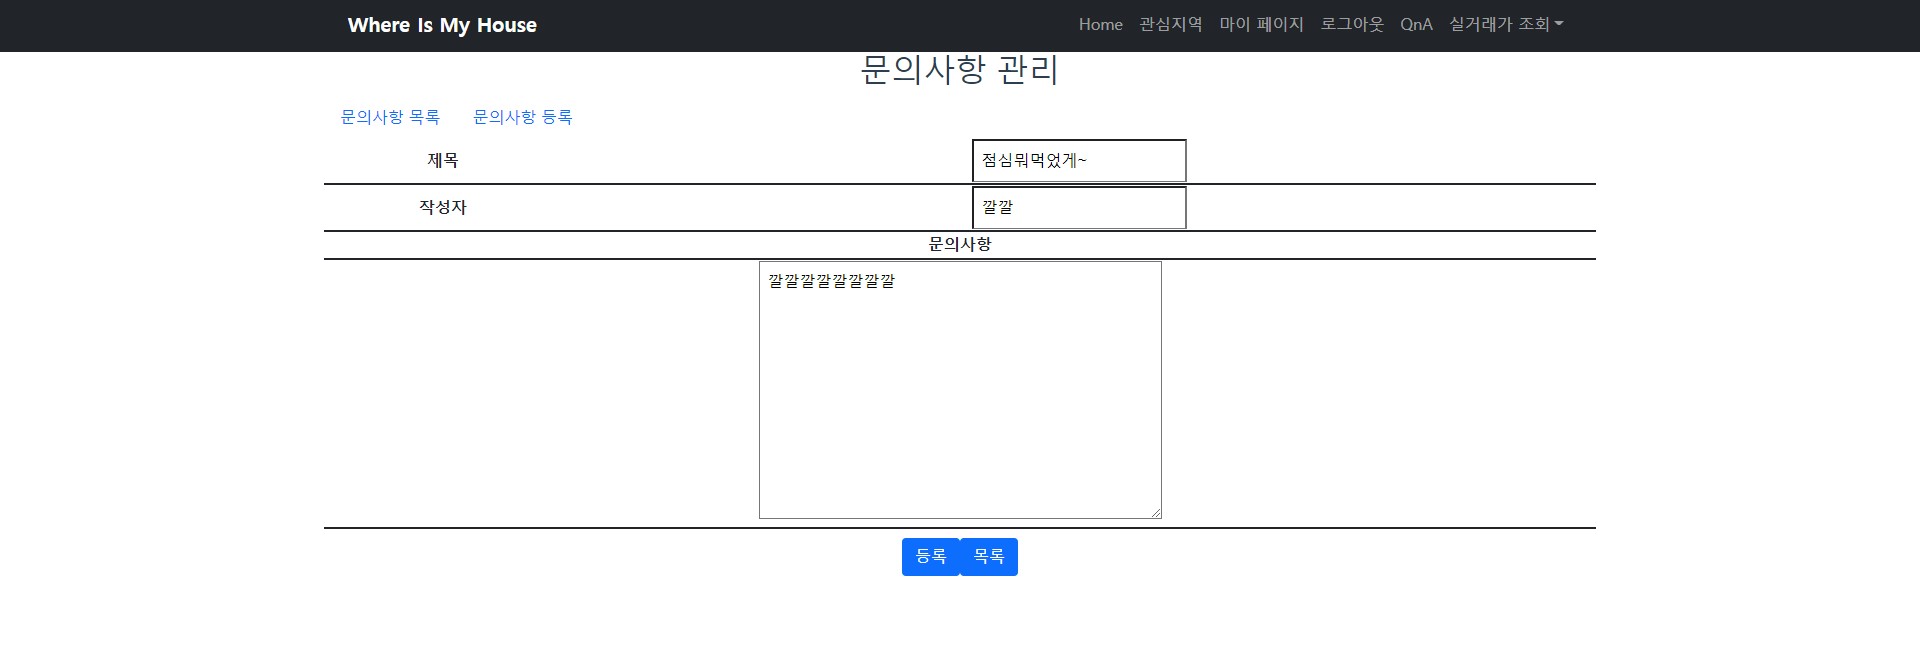 Where Is My House Home 관심지역 마이 페이지 로그아웃 QnA 실거래가 조회
문의사항 관리
문의사항 목록 문의사항 등록
제목 점심뭐먹었게~
작성자 깔깔
문의사항
깔깔깔깔깔깔깔깔
등록 목록